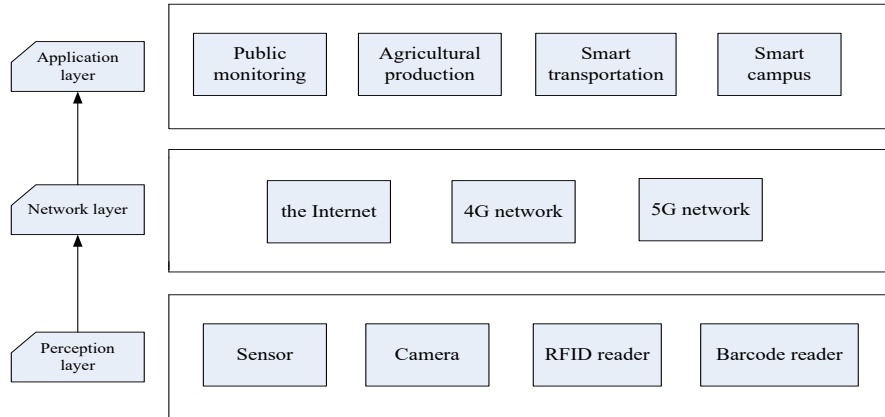 Application
layer
Public
monitoring
Agricultural
production
Smart
transportation
Smart
campus
Network layer
the Internet
4G network
5G network
Perception
layer
Sensor
Camera
RFID reader
Barcode reader